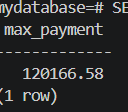 mydatabase=# SE
max_payment
-------------
120166.58
(1 row)